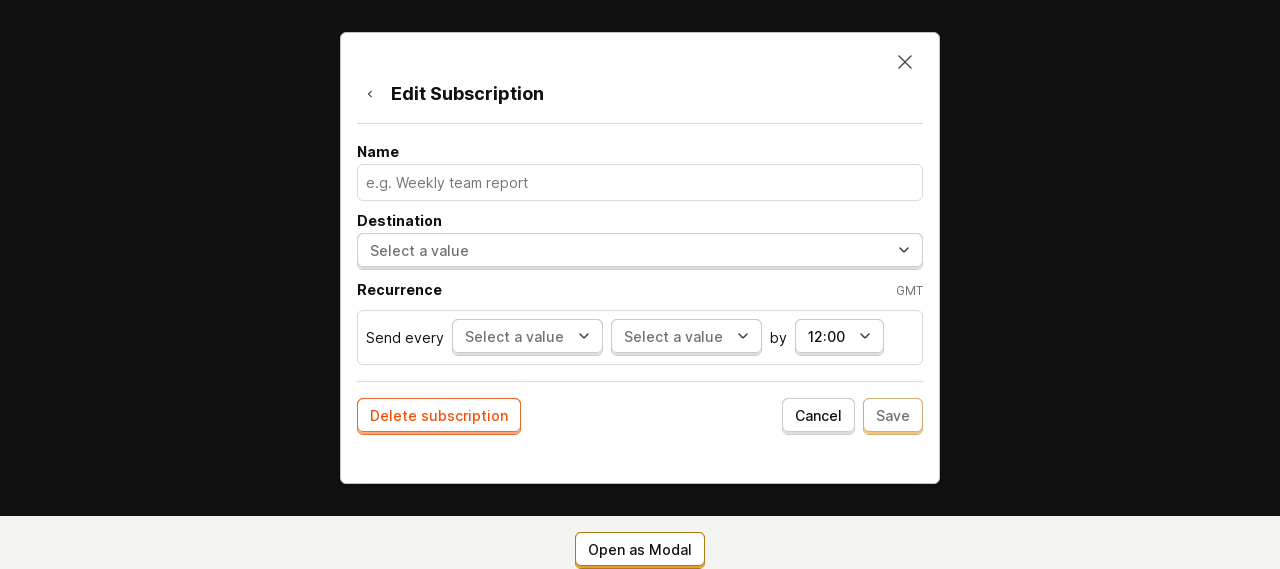 Edit Subscription
Name
e.g. Weekly team report
Destination
Select a value
Recurrence GMT
Send every Select a value Select a value by 12:00
Delete subscription Cancel Save
Open as Modal